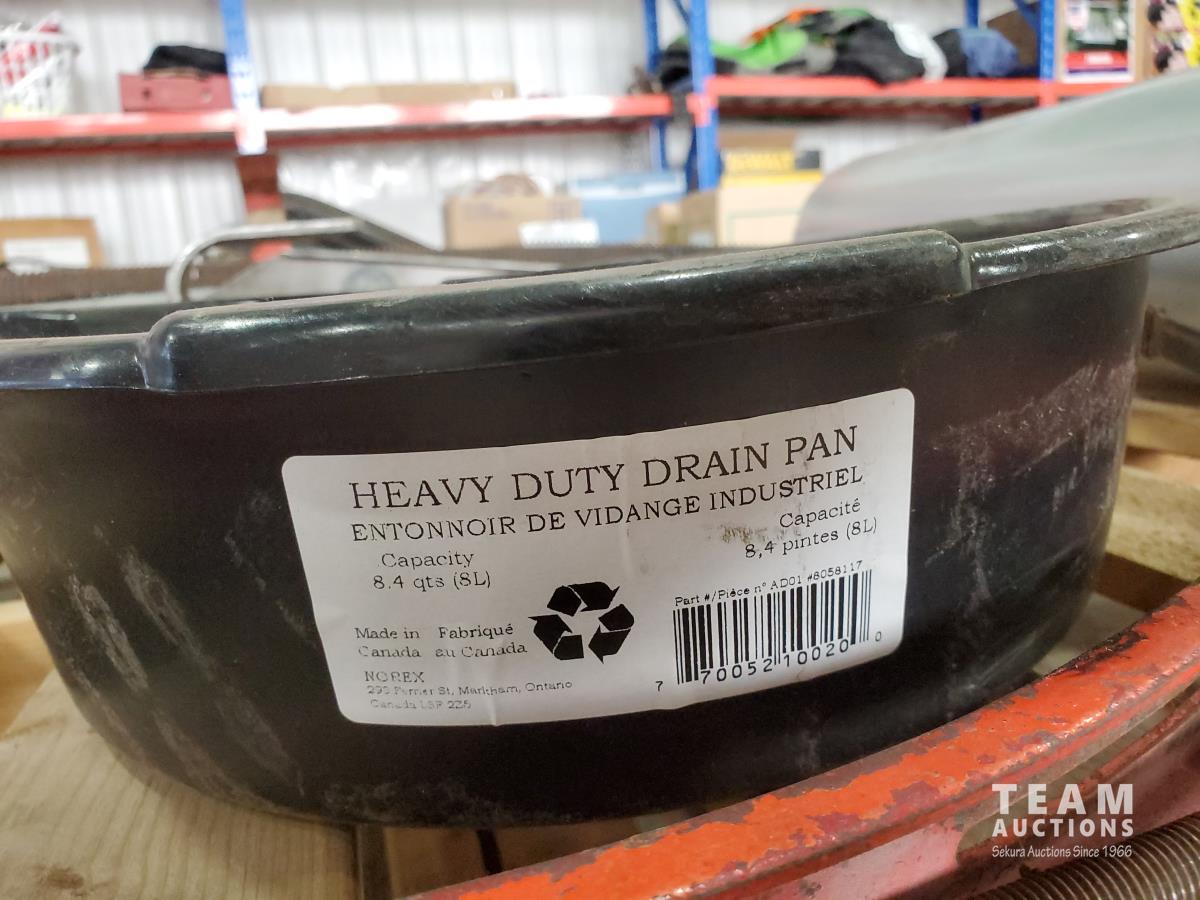 HEAVY DUTY DRAIN PAN
ENTONNOIR DE VIDANGE INDUSTRIEL
Capacity
8.4 qts (8L)
Capacité
8,4 pintes (8L)
Made in Fabriqué
Canada au Canada
Part #/Pièce n° AD01 #8058117
7 70052 10020 0
NOREX
St, Markham, Ontario
Canada
TEAM
AUCTIONS
Sekura Auctions Since 1966